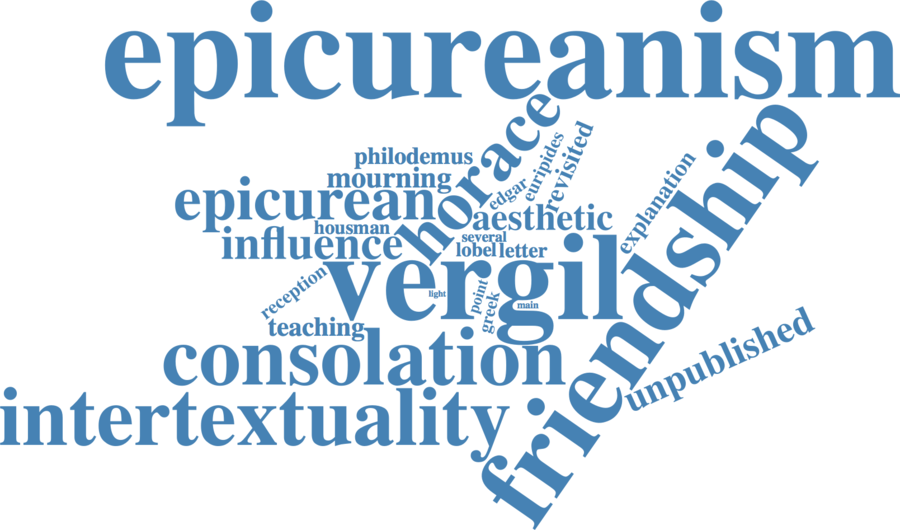 epicureanism
friendship
horace
euripides
revisited
edgar
explanation
philodemus
mourning
epicurean
aesthetic
housman
influence
several
lobel
letter
vergil
light
point
greek
main
reception
teaching
consolation
unpublished
intertextuality